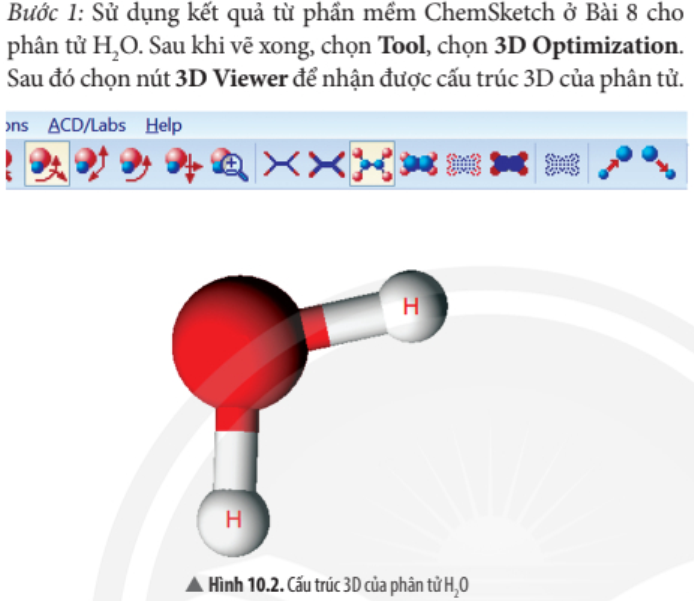 Bước 1: Sử dụng kết quả từ phần mềm ChemSketch ở Bài 8 cho
phân tử H₂O. Sau khi vẽ xong, chọn Tool, chọn 3D Optimization.
Sau đó chọn nút 3D Viewer để nhận được cấu trúc 3D của phân tử.
ons ACD/Labs Help
H
H
▲ Hình 10.2. Cấu trúc 3D của phân tử H₂O